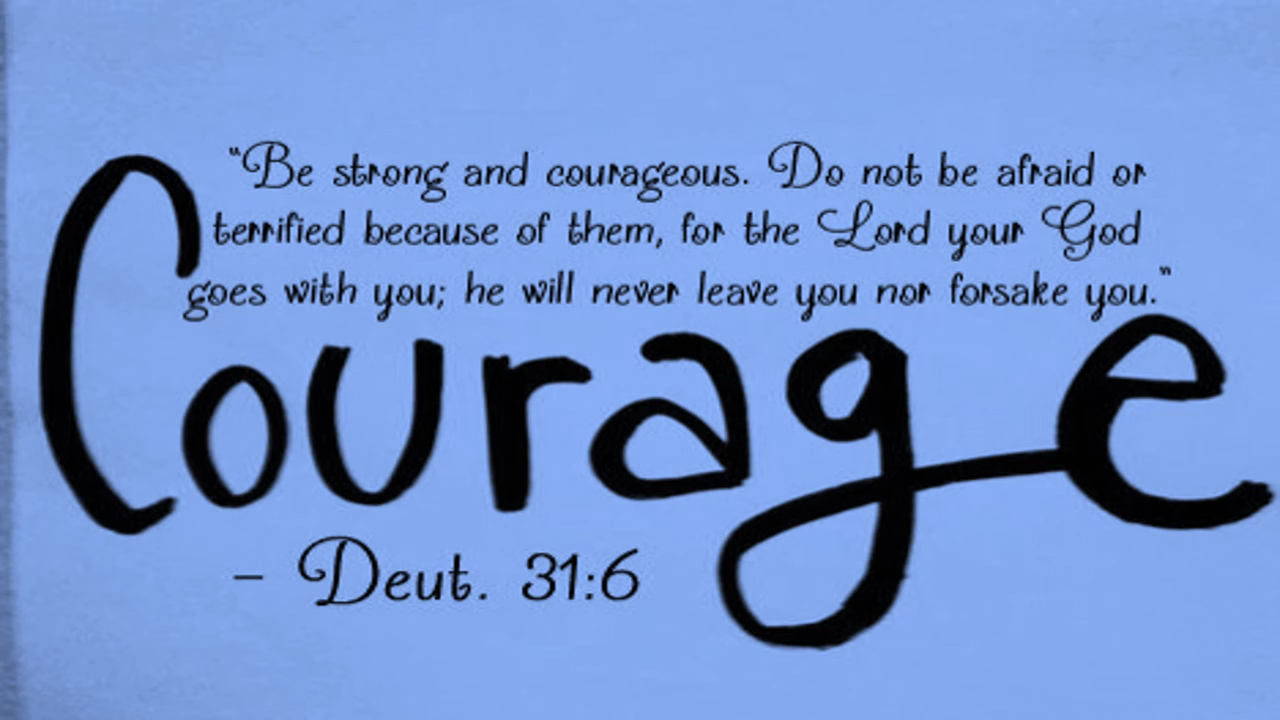 "Be strong and courageous. Do not be afraid or
terrified because of them, for the Lord your God
goes with you; he will never leave you nor forsake you."
Courage
- Deut. 31:6